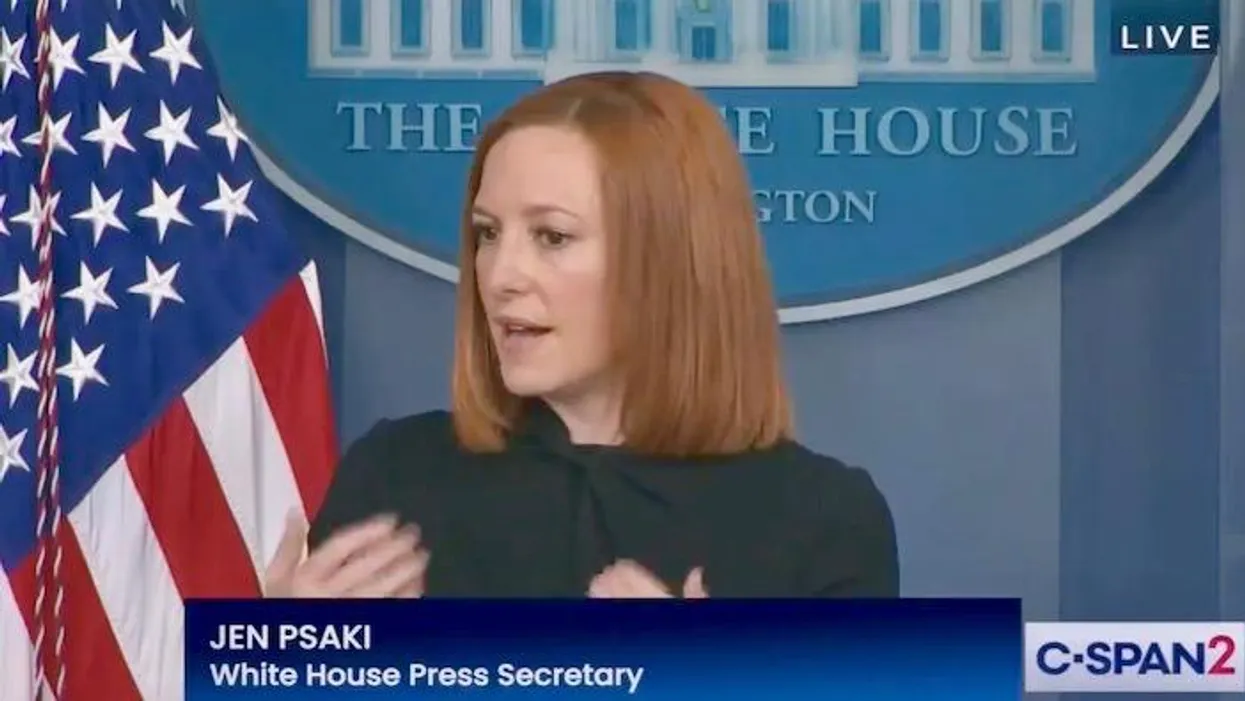 LIVE
THE HOUSE
GTON
JEN PSAKI
White House Press Secretary
C-SPAN2